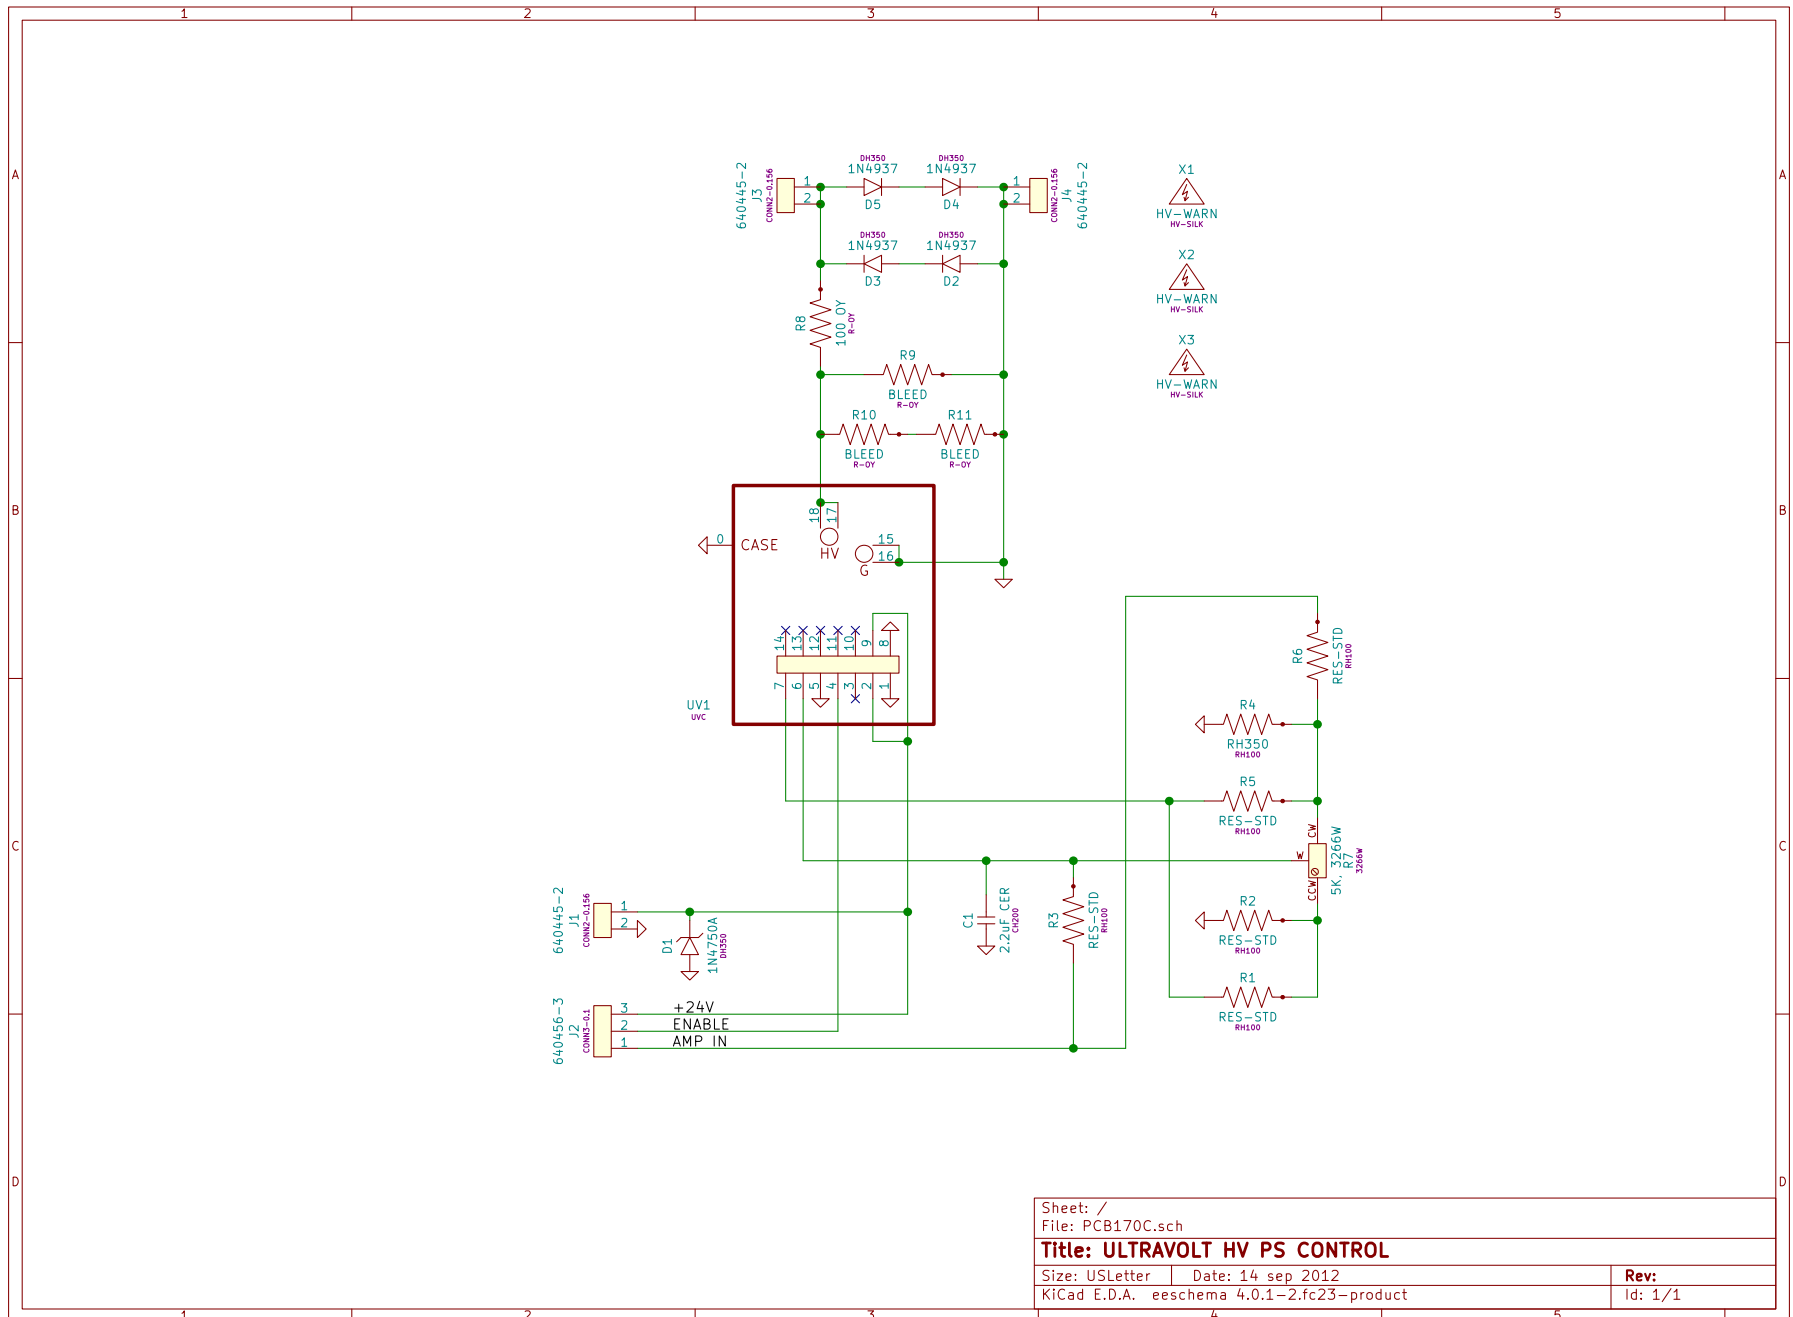 1 2 3 4 5
A A
B B
C C
D D
640445-2
J3
CONN2-0.156
1
2
DH350
1N4937
D5
DH350
1N4937
D4
1
2
CONN2-0.156
J4
640445-2
DH350
1N4937
D3
DH350
1N4937
D2
X1
HV-WARN
HV-SILK
X2
HV-WARN
HV-SILK
X3
HV-WARN
HV-SILK
R8
100 OY
R-OY
R9
BLEED
R-OY
R10
BLEED
R-OY
R11
BLEED
R-OY
0
CASE
18
17
HV
15
16
G
14
13
12
11
10
9
8
7
6
5
4
3
2
1
UV1
UVC
R6
RES-STD
RH100
R4
RH350
RH100
R5
RES-STD
RH100
CW
W
CCW
5K, 3266W
R7
3266W
R2
RES-STD
RH100
R1
RES-STD
RH100
C1
2.2uF CER
CH200
R3
RES-STD
RH100
640445-2
J1
CONN2-0.156
1
2
D1
1N4750A
DH350
640456-3
J2
CONN3-0.1
3
2
1
+24V
ENABLE
AMP IN
Sheet: /
File: PCB170C.sch
Title: ULTRAVOLT HV PS CONTROL
Size: USLetter Date: 14 sep 2012 Rev:
KiCad E.D.A. eeschema 4.0.1-2.fc23-product Id: 1/1
1 2 3 4 5